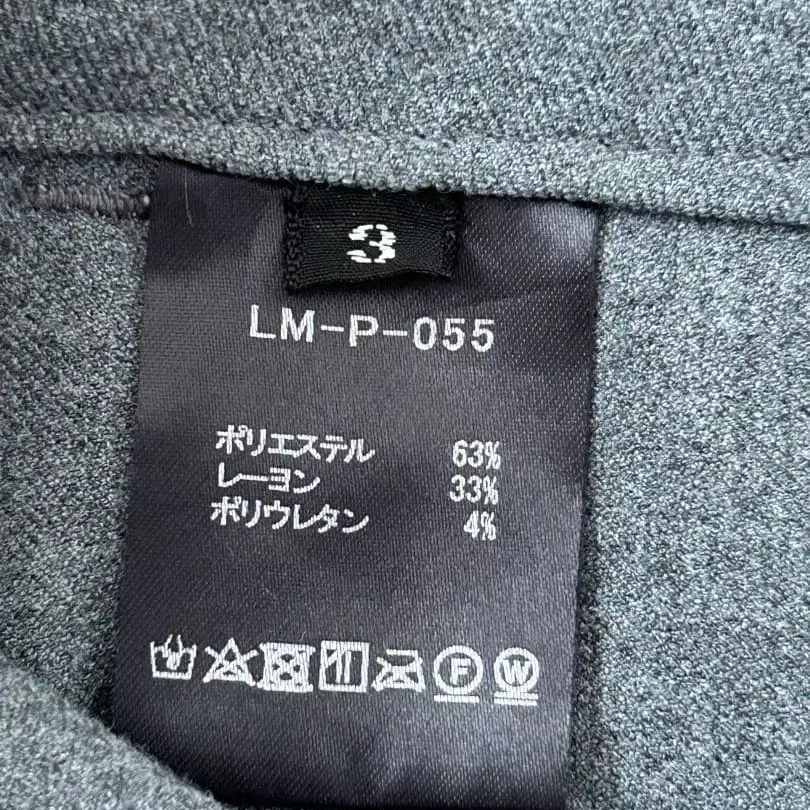 3
LM-P-055
ポリエステル 63%
レーヨン 33%
ポリウレタン 4%
F W